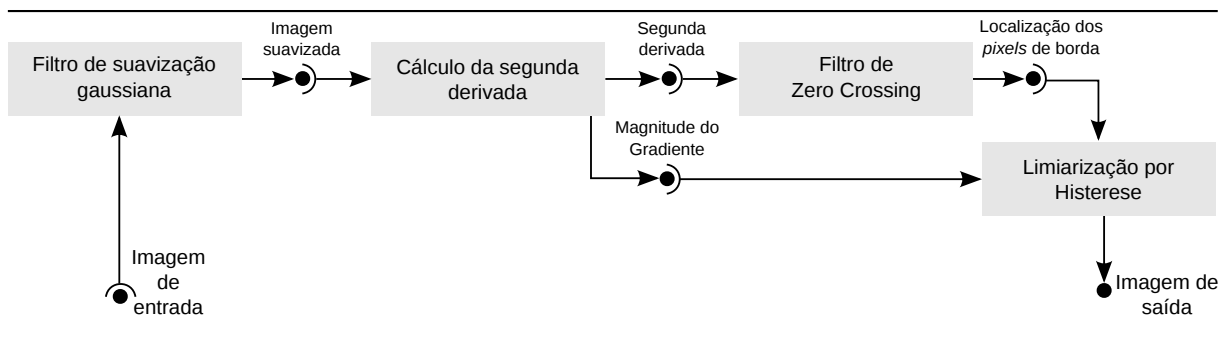 Filtro de suavização
gaussiana
Imagem
suavizada
Cálculo da segunda
derivada
Segunda
derivada
Filtro de
Zero Crossing
Localização dos
pixels de borda
Magnitude do
Gradiente
Limiarização por
Histerese
Imagem
de
entrada
Imagem de
saída